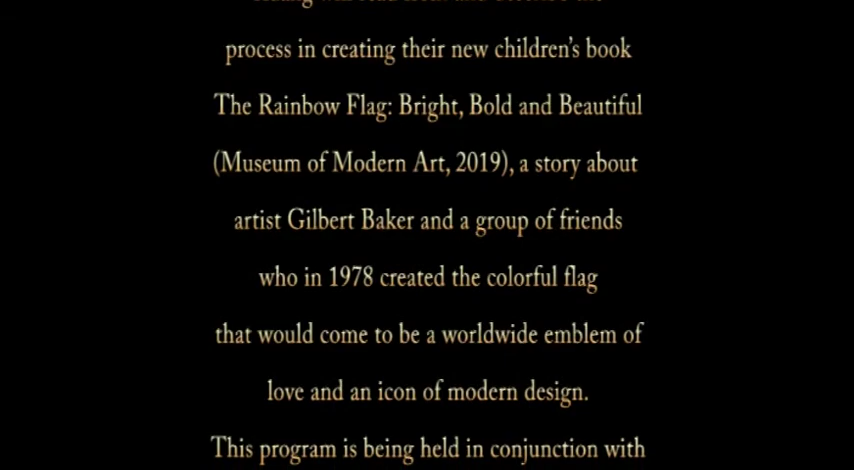 process in creating their new children's book
The Rainbow Flag: Bright, Bold and Beautiful
(Museum of Modern Art, 2019), a story about
artist Gilbert Baker and a group of friends
who in 1978 created the colorful flag
that would come to be a worldwide emblem of
love and an icon of modern design.
This program is being held in conjunction with